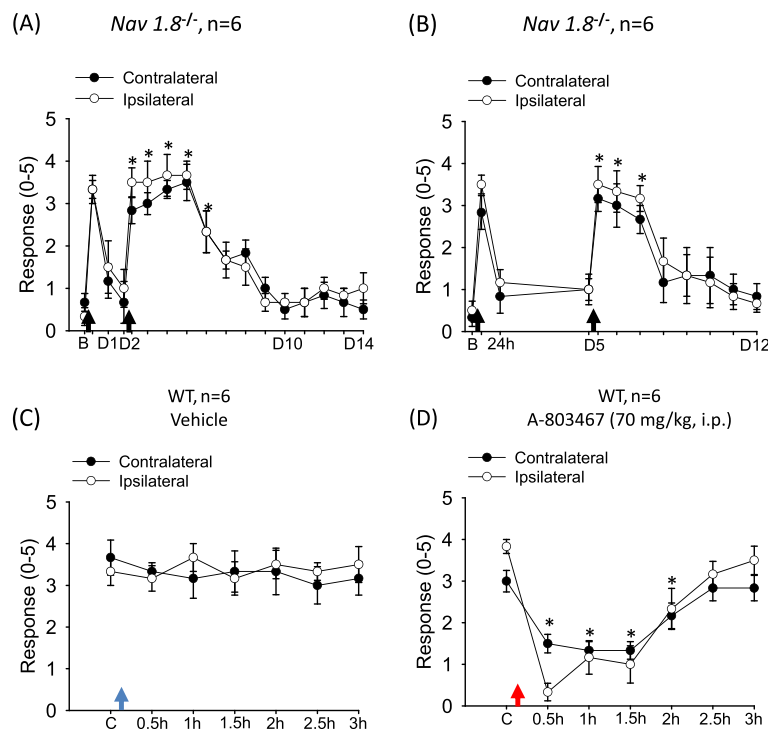 (A)
Nav 1.8-/-, n=6
Contralateral
Ipsilateral
Response (0-5)
5
4
3
2
1
0
* * * * *
B D1 D2 D10 D14
(B)
Nav 1.8-/-, n=6
Contralateral
Ipsilateral
Response (0-5)
5
4
3
2
1
0
* * *
B 24h D5 D12
(C)
WT, n=6
Vehicle
Contralateral
Ipsilateral
Response (0-5)
5
4
3
2
1
0
C 0.5h 1h 1.5h 2h 2.5h 3h
(D)
WT, n=6
A-803467 (70 mg/kg, i.p.)
Contralateral
Ipsilateral
Response (0-5)
5
4
3
2
1
0
* * * *
C 0.5h 1h 1.5h 2h 2.5h 3h